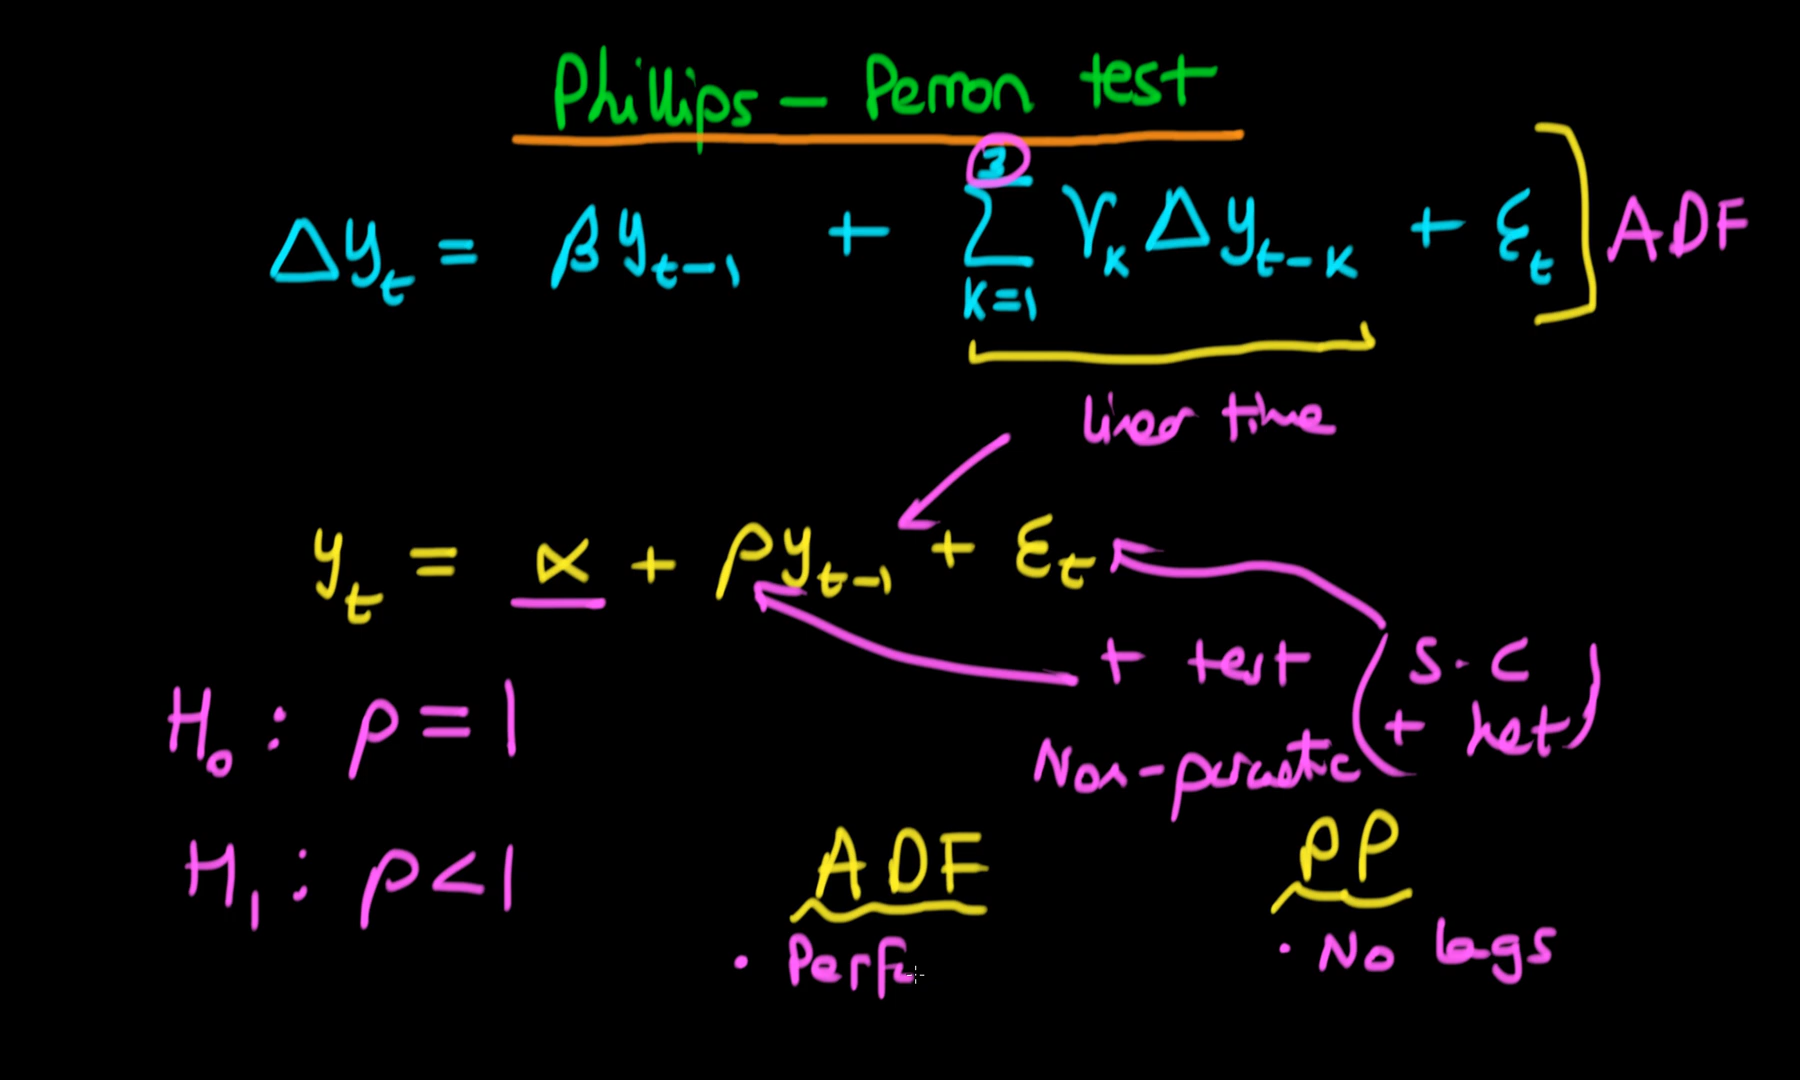 Phillips - Perron test
Δy_t = βy_{t-1} + Σ_{k=1}^{3} γ_k Δy_{t-k} + ε_t ] ADF
time
y_t = α + ρy_{t-1} + ε_t
+ test (S.C
+ het)
H_0 : ρ = 1
Non-
H_1 : ρ < 1
ADF
PP
• Perf
• No lags